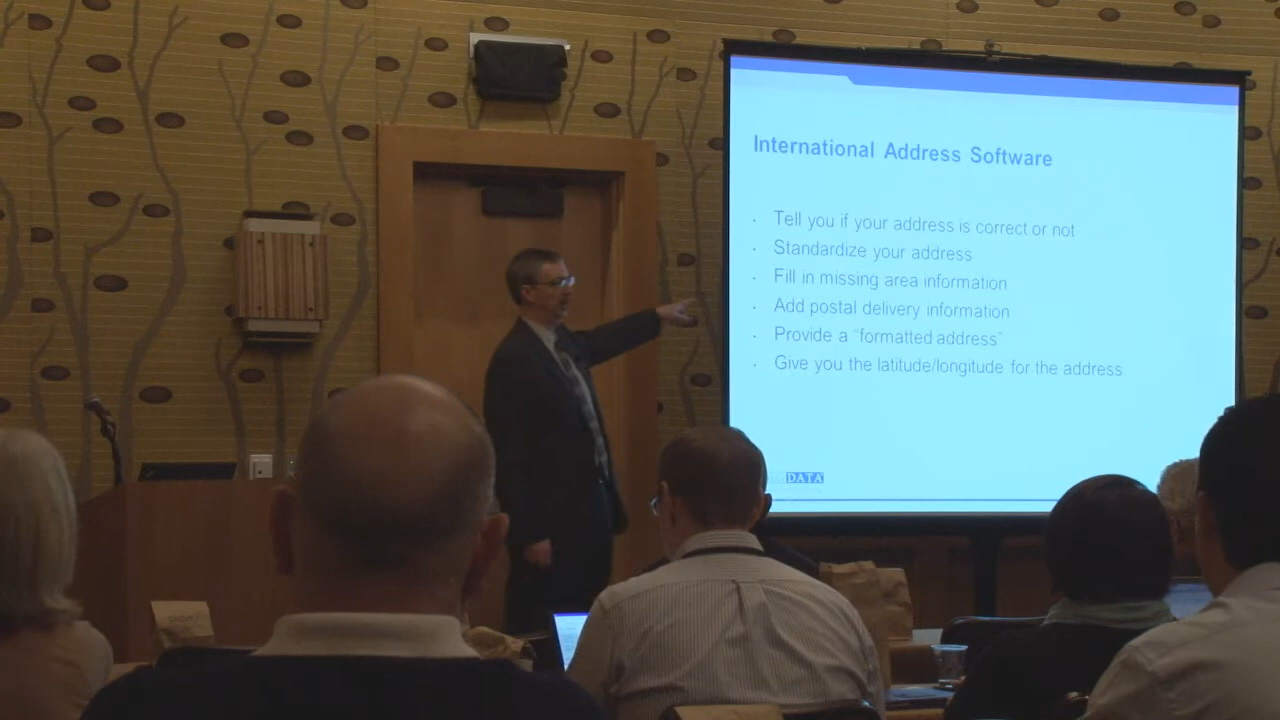 International Address Software
Tell you if your address is correct or not
Standardize your address
Fill in missing area information
Add postal delivery information
Provide a "formatted address"
Give you the latitude/longitude for the address
DATA